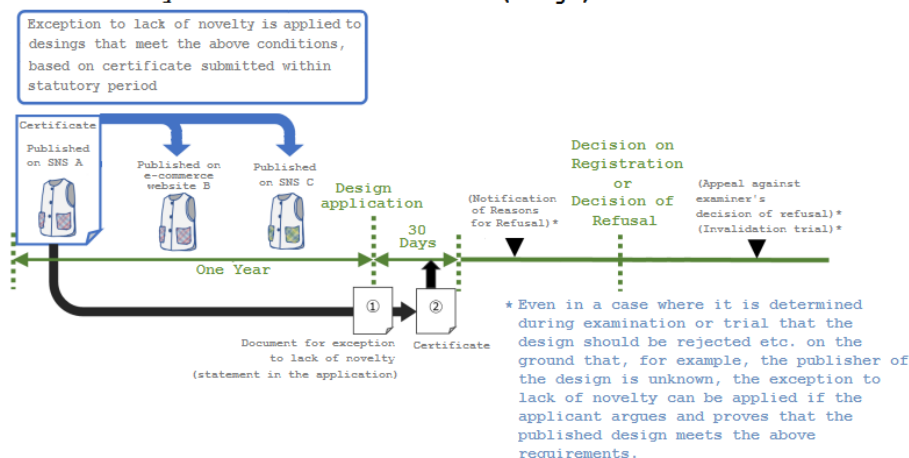 Exception to lack of novelty is applied to
desings that meet the above conditions,
based on certificate submitted within
statutory period
Certificate
Published
on SNS A
Published on
e-commerce
website B
Published
on SNS C
Design
application
30
Days
One Year
(Notification
of Reasons
for Refusal)*
Decision on
Registration
or
Decision of
Refusal
(Appeal against
examiner's
decision of refusal)*
(Invalidation trial)*
①
②
Document for exception
to lack of novelty
(statement in the application)
Certificate
* Even in a case where it is determined
during examination or trial that the
design should be rejected etc. on the
ground that, for example, the publisher of
the design is unknown, the exception to
lack of novelty can be applied if the
applicant argues and proves that the
published design meets the above
requirements.